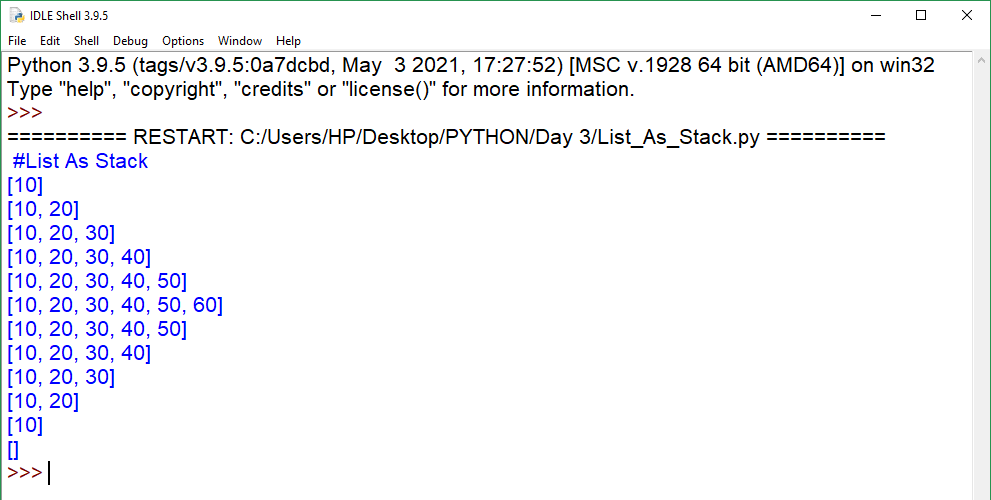 IDLE Shell 3.9.5
File Edit Shell Debug Options Window Help
Python 3.9.5 (tags/v3.9.5:0a7dcbd, May  3 2021, 17:27:52) [MSC v.1928 64 bit (AMD64)] on win32
Type "help", "copyright", "credits" or "license()" for more information.
>>>
========== RESTART: C:/Users/HP/Desktop/PYTHON/Day 3/List_As_Stack.py ==========
 #List As Stack
[10]
[10, 20]
[10, 20, 30]
[10, 20, 30, 40]
[10, 20, 30, 40, 50]
[10, 20, 30, 40, 50, 60]
[10, 20, 30, 40, 50]
[10, 20, 30, 40]
[10, 20, 30]
[10, 20]
[10]
[]
>>>